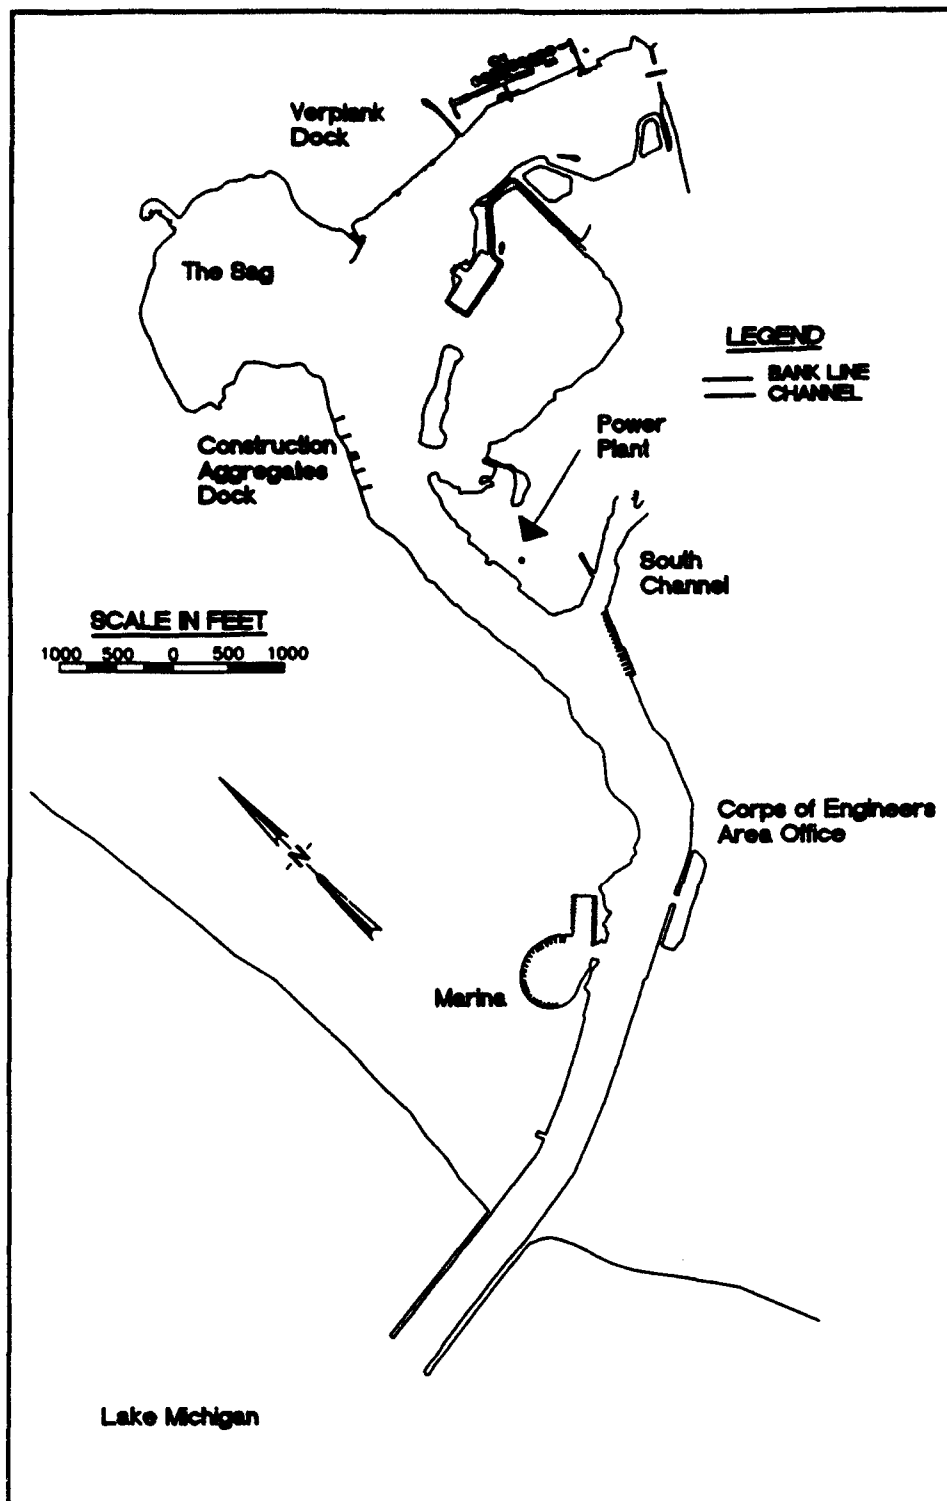 Verplank
Dock
The Sag
LEGEND
BANK LINE
CHANNEL
Power
Plant
Construction
Aggregates
Dock
South
Channel
SCALE IN FEET
1000 500 0 500 1000
N
Corps of Engineers
Area Office
Marina
Lake Michigan